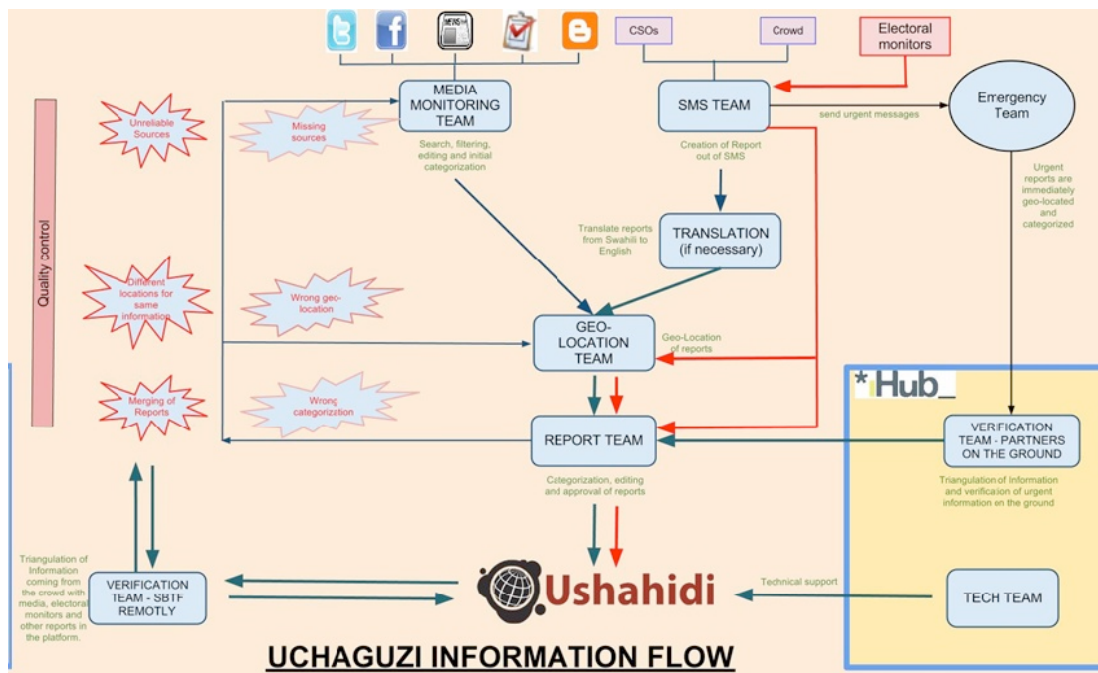 NEWS
CSOs
Crowd
Electoral
monitors
MEDIA
MONITORING
TEAM
SMS TEAM
Emergency
Team
send urgent messages
Unreliable
Sources
Missing
sources
Search, filtering,
editing and initial
categorization
Creation of Report
out of SMS
Urgent
reports are
immediately
geo-located
and
categorized
Translate reports
from Swahili to
English
TRANSLATION
(if necessary)
Quality control
Different
locations for
same
information
Wrong geo-
location
GEO-
LOCATION
TEAM
Geo-Location
of reports
*iHub_
Merging of
Reports
Wrong
categorization
REPORT TEAM
VERIFICATION
TEAM - PARTNERS
ON THE GROUND
Categorization, editing
and approval of reports
Triangulation of Information
and verification of urgent
information on the ground
Triangulation of
Information
coming from
the crowd with
media, electoral
monitors and
other reports in
the platform.
VERIFICATION
TEAM - SBTF
REMOTLY
Ushahidi
Technical support
TECH TEAM
UCHAGUZI INFORMATION FLOW